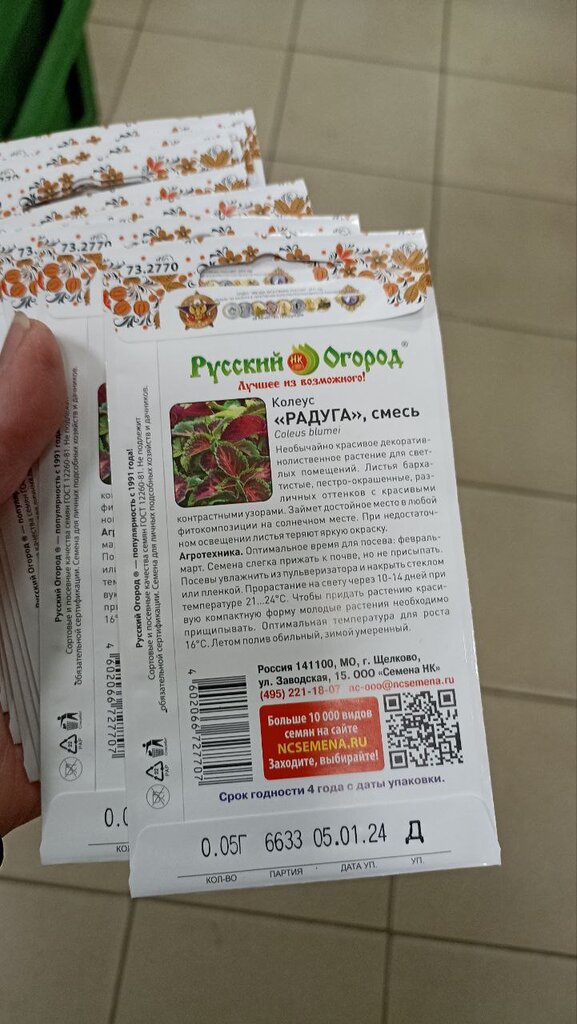 73.2770
73.2770
Русский НК Огород®
Лучшее из возможного!
Колеус
«РАДУГА», смесь
Coleus blumei
Необычайно красивое декоратив-
нолиственное растение для свет-
лых помещений. Листья барха-
тистые, пестро-окрашенные, раз-
личных оттенков с красивыми
контрастными узорами. Займет достойное место в любой
фитокомпозиции на солнечном месте. При недостаточ-
ном освещении листья теряют яркую окраску.
Агротехника. Оптимальное время для посева: февраль-
март. Семена слегка прижать к почве, но не присыпать.
Посевы увлажнить из пульверизатора и накрыть стеклом
или пленкой. Прорастание на свету через 10-14 дней при
температуре 21...24°С. Чтобы придать растению краси-
вую компактную форму молодые растения необходимо
прищипывать. Оптимальная температура для роста
16°С. Летом полив обильный, зимой умеренный.
Русский Огород ® — популярность с 1991 года!
Сортовые и посевные качества семян ГОСТ 12260-81. Не подлежит
обязательной сертификации. Семена для личных подсобных хозяйств и дачников.
Россия 141100, МО, г. Щелково,
ул. Заводская, 15. ООО «Семена НК»
(495) 221-18-07 nc-ooo@ncsemena.ru
4602066727707
Больше 10 000 видов
семян на сайте
NCSEMENA.RU
Заходите, выбирайте!
Срок годности 4 года с даты упаковки.
0.05Г 6633 05.01.24 Д
КОЛ-ВО ПАРТИЯ · ДАТА УП. УП.